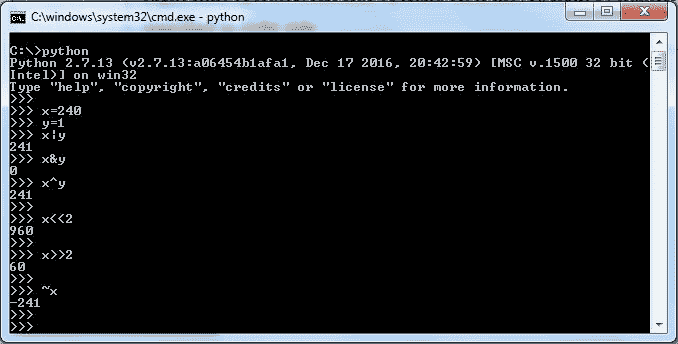 C:\windows\system32\cmd.exe - python
C:\>python
Python 2.7.13 (v2.7.13:a06454b1afa1, Dec 17 2016, 20:42:59) [MSC v.1500 32 bit (
Intel)] on win32
Type "help", "copyright", "credits" or "license" for more information.
>>>
>>> x=240
>>> y=1
>>> x|y
241
>>> x&y
0
>>> x^y
241
>>>
>>> x<<2
960
>>>
>>> x>>2
60
>>>
>>> ~x
-241
>>>
>>>